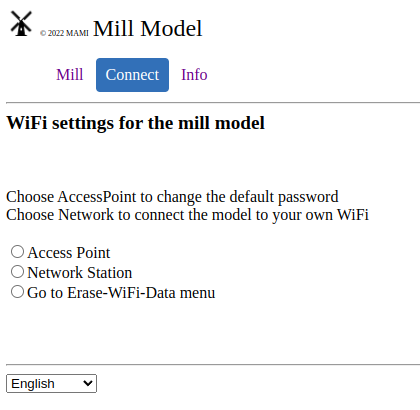 © 2022 MAMI Mill Model
Mill Connect Info
WiFi settings for the mill model
Choose AccessPoint to change the default password
Choose Network to connect the model to your own WiFi
Access Point
Network Station
Go to Erase-WiFi-Data menu
English